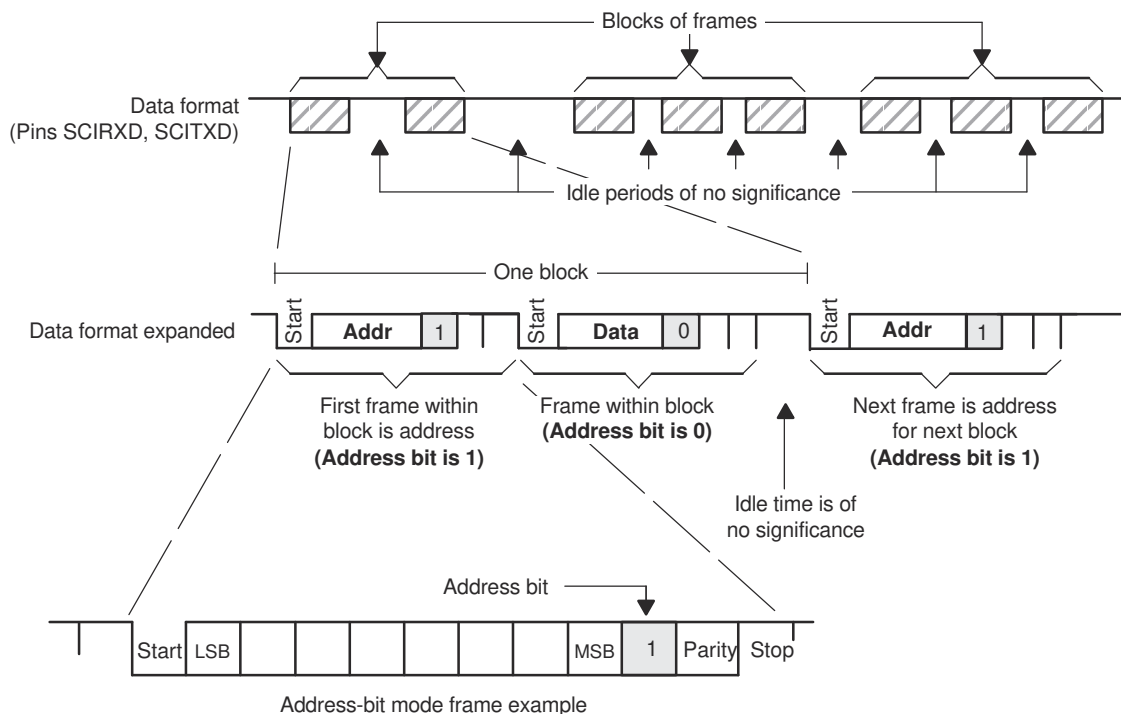 Blocks of frames
Data format
(Pins SCIRXD, SCITXD)
Idle periods of no significance
One block
Data format expanded
Start
Addr
1
Start
Data
0
Start
Addr
1
First frame within
block is address
(Address bit is 1)
Frame within block
(Address bit is 0)
Next frame is address
for next block
(Address bit is 1)
Idle time is of
no significance
Address bit
Start
LSB
MSB
1
Parity
Stop
Address-bit mode frame example